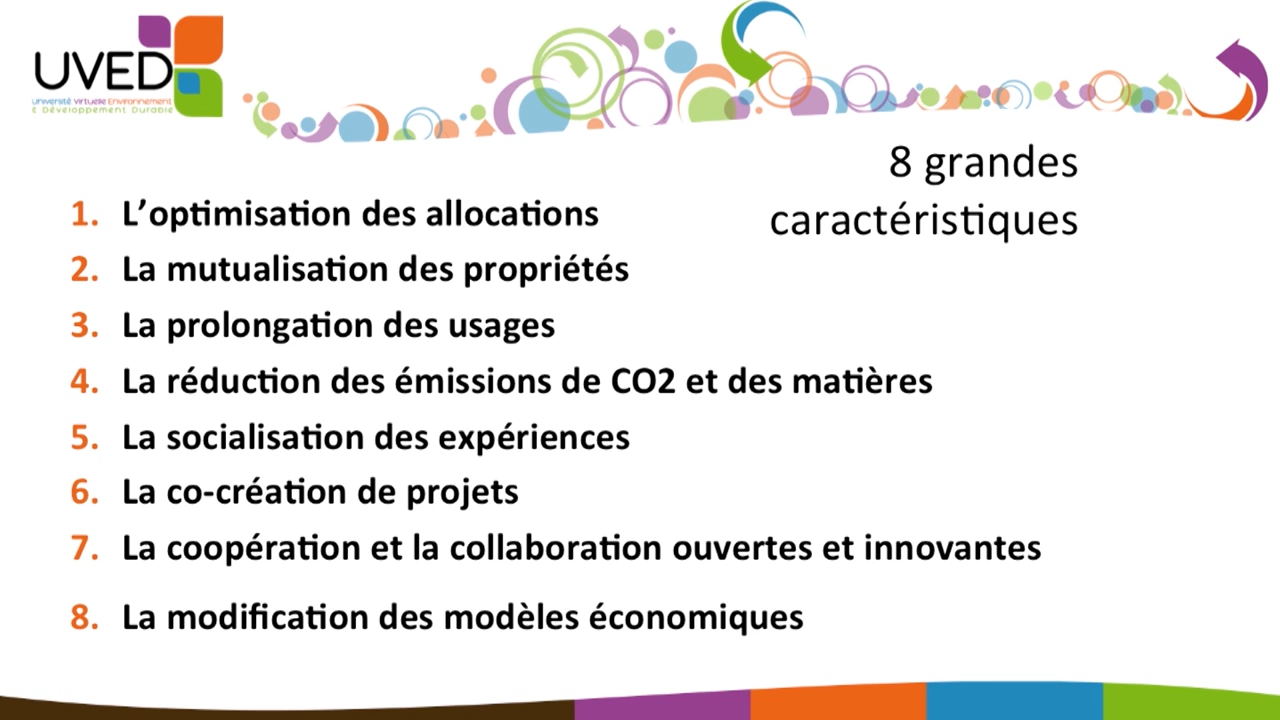 UVED
Université Virtuelle Environnement
& Développement Durable
8 grandes
caractéristiques
1. L’optimisation des allocations
2. La mutualisation des propriétés
3. La prolongation des usages
4. La réduction des émissions de CO2 et des matières
5. La socialisation des expériences
6. La co-création de projets
7. La coopération et la collaboration ouvertes et innovantes
8. La modification des modèles économiques